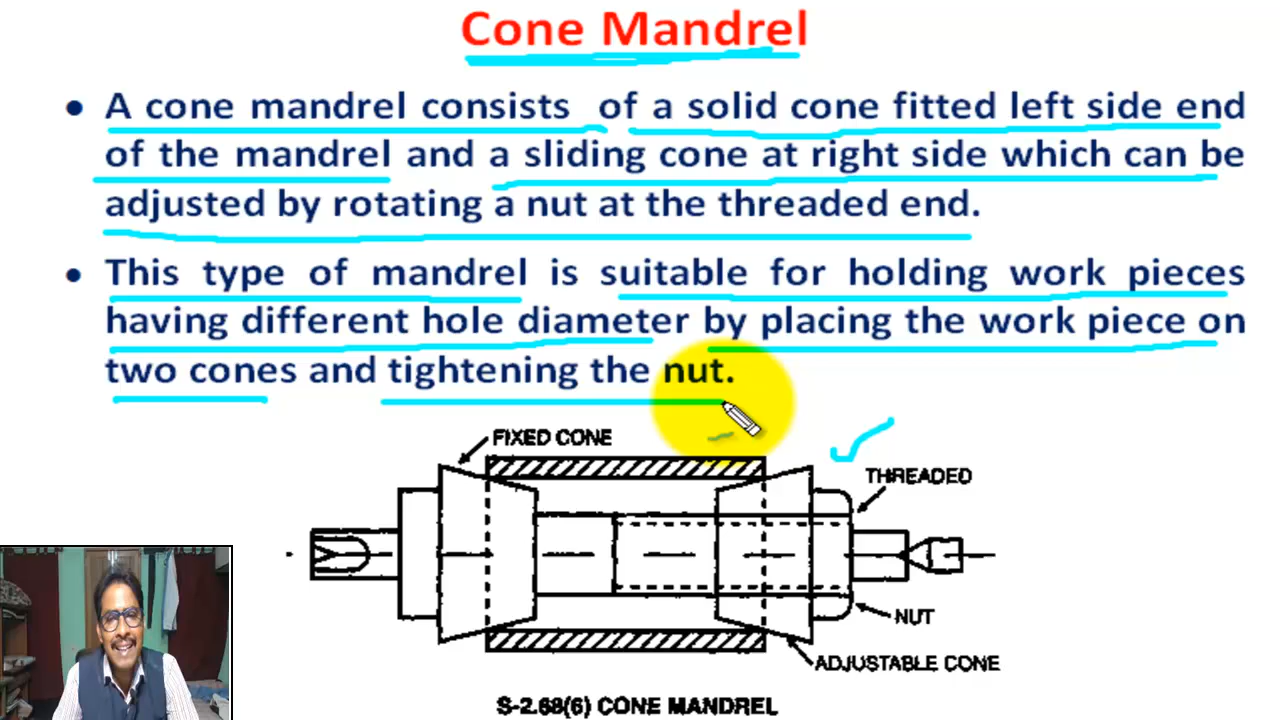 Cone Mandrel
• A cone mandrel consists of a solid cone fitted left side end
of the mandrel and a sliding cone at right side which can be
adjusted by rotating a nut at the threaded end.
• This type of mandrel is suitable for holding work pieces
having different hole diameter by placing the work piece on
two cones and tightening the nut.
FIXED CONE
THREADED
NUT
ADJUSTABLE CONE
S-2.68(6) CONE MANDREL